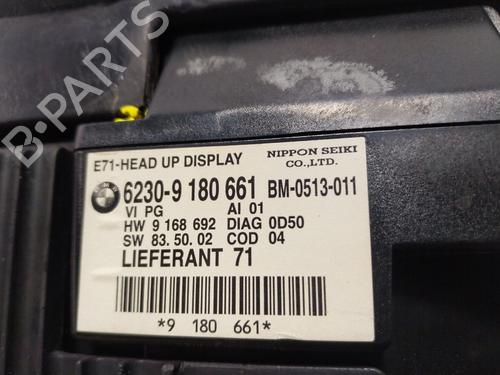 B-PARTS
E71-HEAD UP DISPLAY NIPPON SEIKI CO.,LTD.
6230-9 180 661 BM-0513-011
VI PG AI 01
HW 9 168 692 DIAG 0D50
SW 83.50.02 COD 04
LIEFERANT 71
*9 180 661*